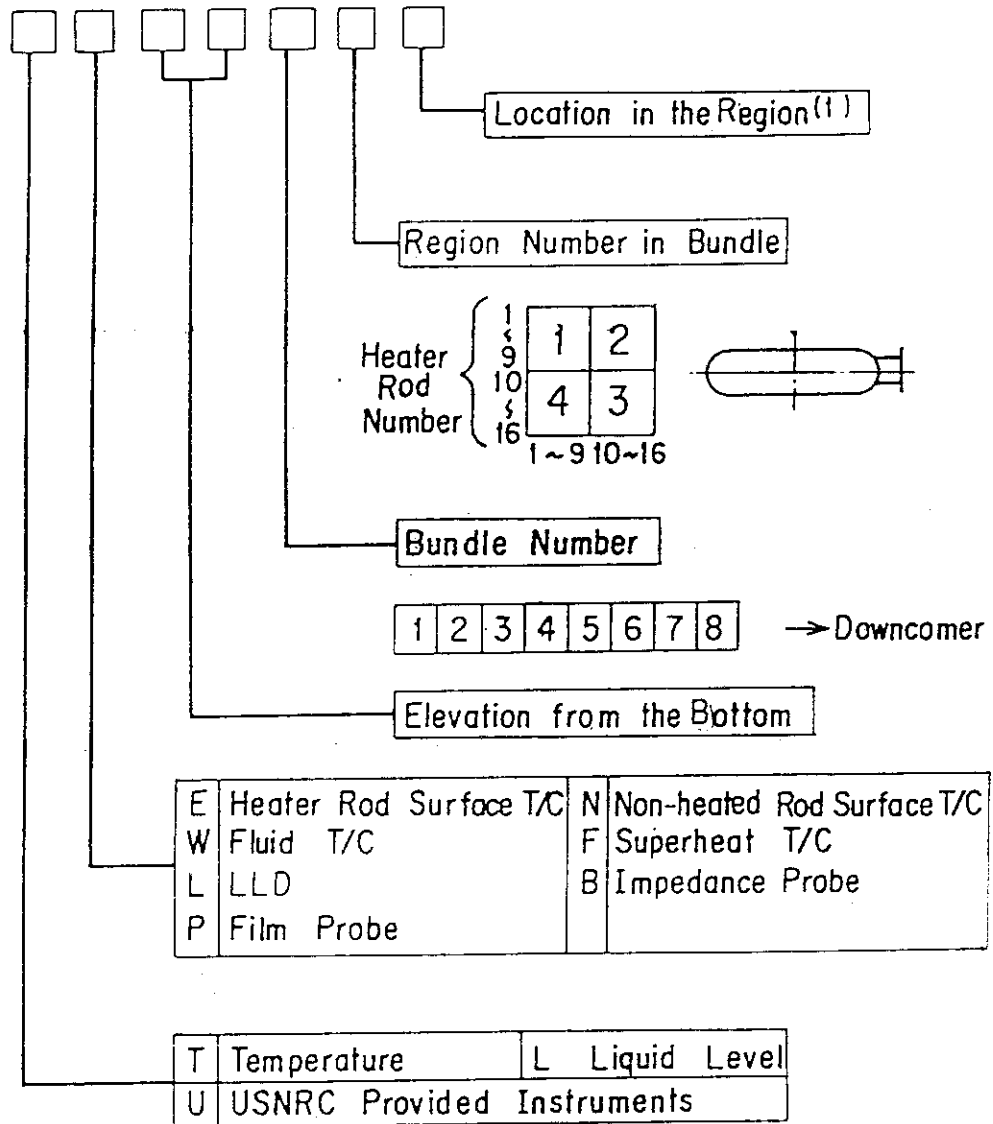 Location in the Region(1)
Region Number in Bundle
Heater Rod Number
1 ~ 9
10 ~ 16
1 2
4 3
1~9 10~16
Bundle Number
1 2 3 4 5 6 7 8 → Downcomer
Elevation from the Bottom
E Heater Rod Surface T/C N Non-heated Rod Surface T/C
W Fluid T/C F Superheat T/C
L LLD B Impedance Probe
P Film Probe
T Temperature L Liquid Level
U USNRC Provided Instruments